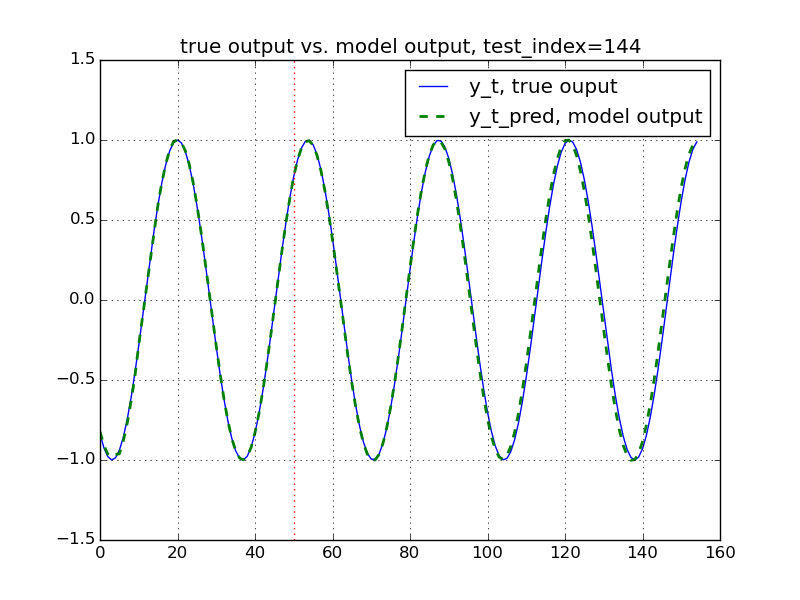 true output vs. model output, test_index=144
y_t, true ouput
y_t_pred, model output
1.5
1.0
0.5
0.0
−0.5
−1.0
−1.5
0 20 40 60 80 100 120 140 160